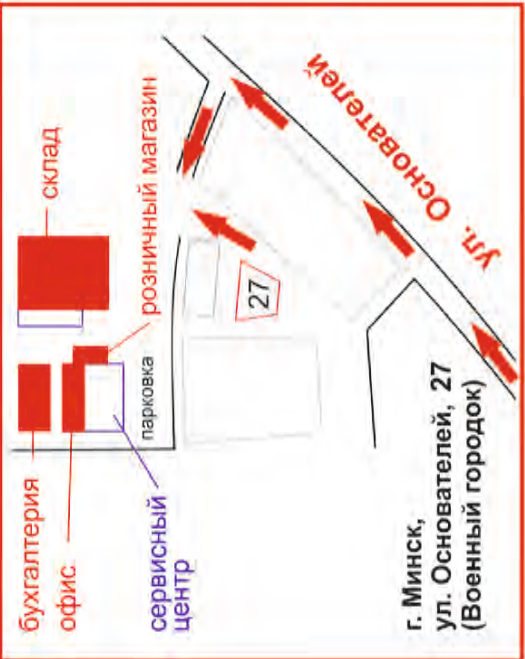 бухгалтерия
офис
сервисный
центр
склад
розничный магазин
парковка
27
ул. Основателей
г. Минск,
ул. Основателей, 27
(Военный городок)